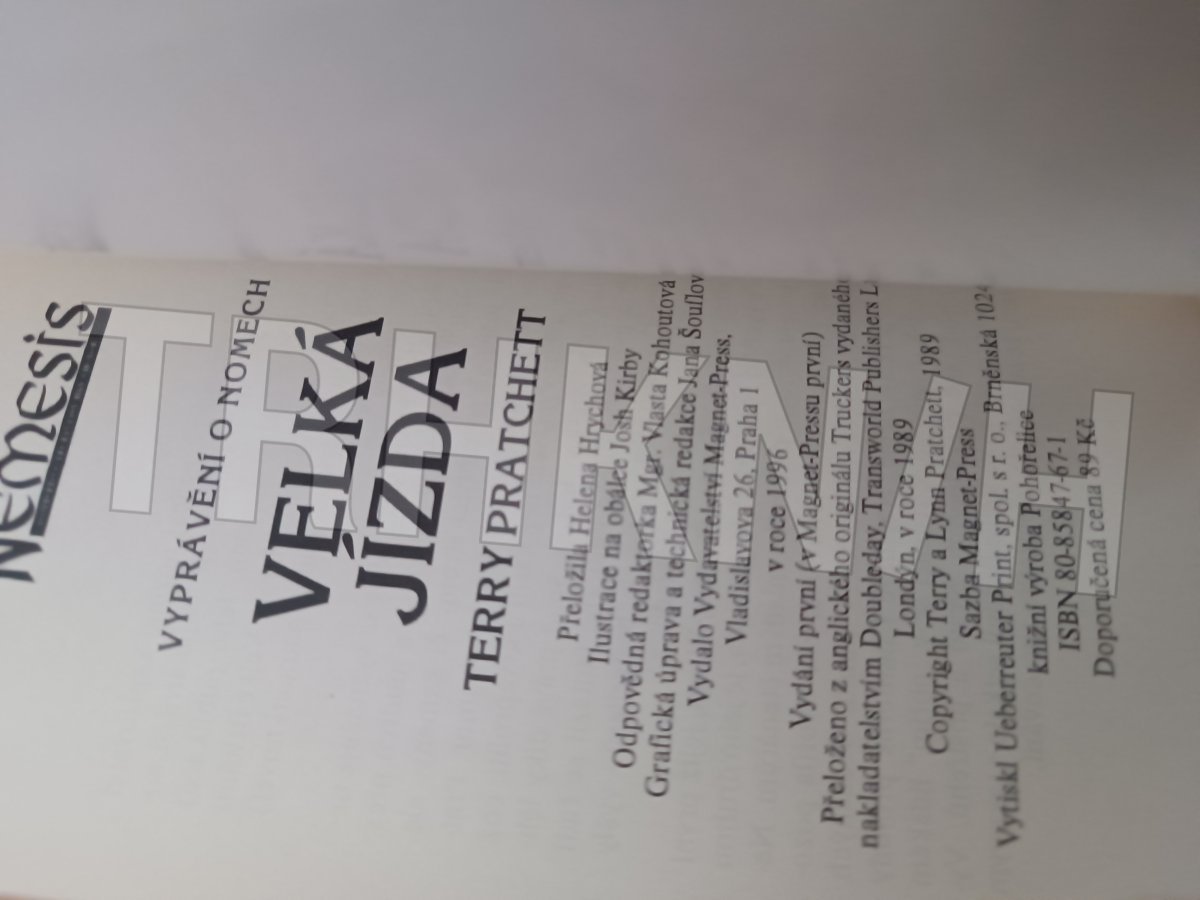 Nemesis
VYPRÁVĚNÍ O NOMECH
VELKÁ
JÍZDA
TERRY PRATCHETT
Přeložila Helena Hrychová
Ilustrace na obálce Josh Kirby
Odpovědná redaktorka Mgr. Vlasta Kohoutová
Grafická úprava a technická redakce Jana Šouflov
Vydalo Vydavatelství Magnet-Press,
Vladislavova 26, Praha 1
v roce 1996
Vydání první (v Magnet-Pressu první)
Přeloženo z anglického originálu Truckers vydaného
nakladatelstvím Doubleday, Transworld Publishers L
Londýn, v roce 1989
Copyright Terry a Lynn Pratchett, 1989
Sazba Magnet-Press
Vytiskl Ueberreuter Print, spol. s r. o., Brněnská 1024
knižní výroba Pohořelice
ISBN 80-85847-67-1
Doporučená cena 89 Kč